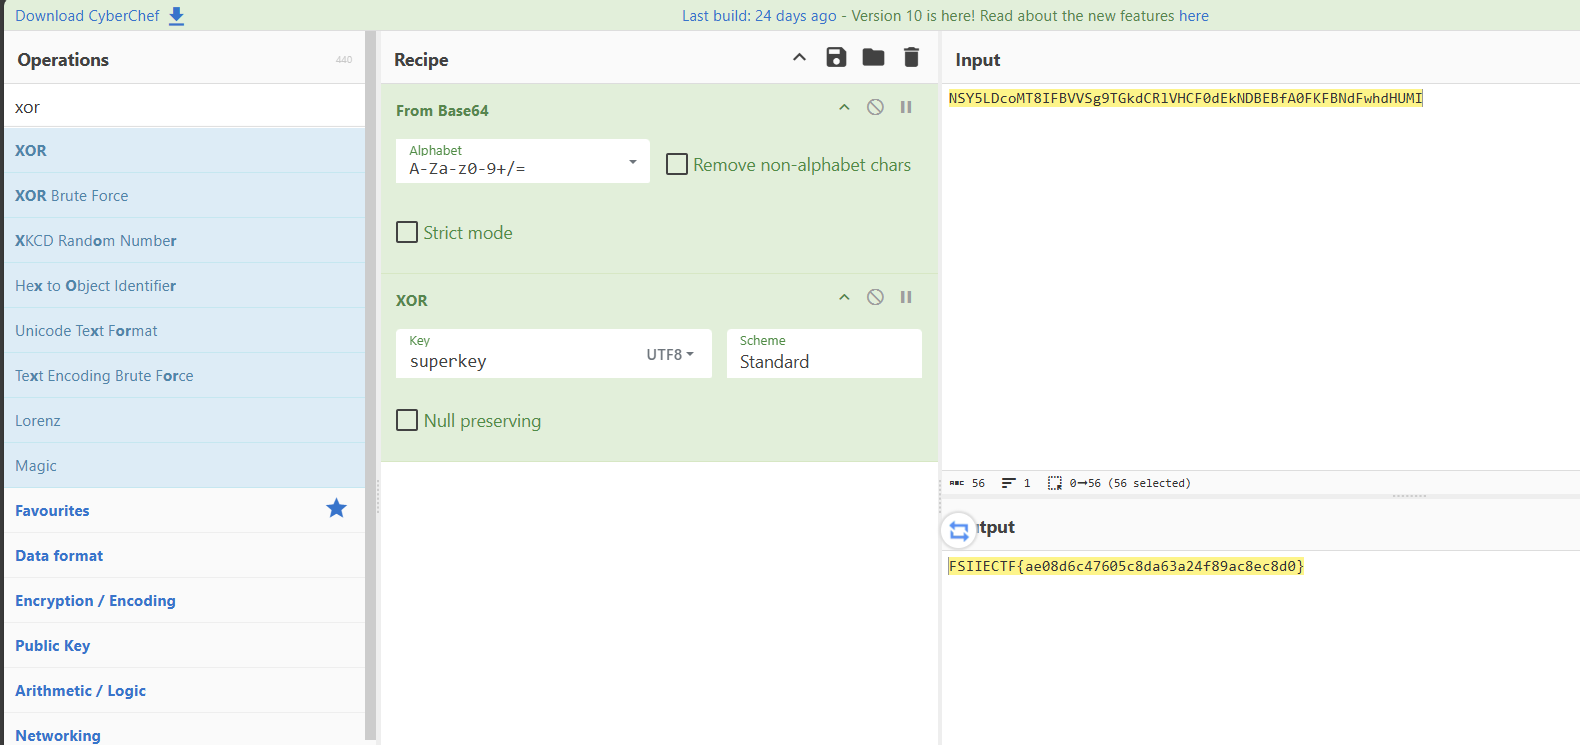 Download CyberChef
Last build: 24 days ago - Version 10 is here! Read about the new features here
Operations
440
xor
XOR
XOR Brute Force
XKCD Random Number
Hex to Object Identifier
Unicode Text Format
Text Encoding Brute Force
Lorenz
Magic
Favourites
Data format
Encryption / Encoding
Public Key
Arithmetic / Logic
Networking
Recipe
From Base64
Alphabet
A-Za-z0-9+/=
Remove non-alphabet chars
Strict mode
XOR
Key
superkey
UTF8
Scheme
Standard
Null preserving
Input
NSY5LDcoMT8IFBVVSg9TGkdCRlVHCF0dEkNDBEBfA0FKFBNdFwhdHUMI
ABC 56 1 0→56 (56 selected)
tput
FSIIECTF{ae08d6c47605c8da63a24f89ac8ec8d0}